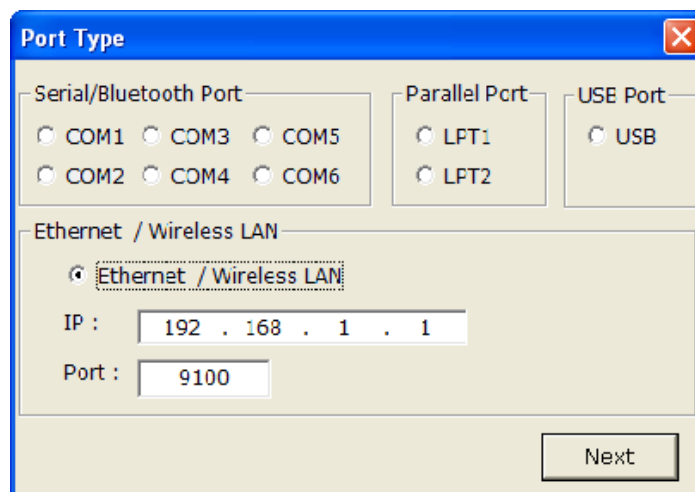 Port Type
Serial/Bluetooth Port
Parallel Port
USB Port
COM1 COM3 COM5
LPT1
USB
COM2 COM4 COM6
LPT2
Ethernet / Wireless LAN
Ethernet / Wireless LAN
IP : 192 . 168 . 1 . 1
Port : 9100
Next